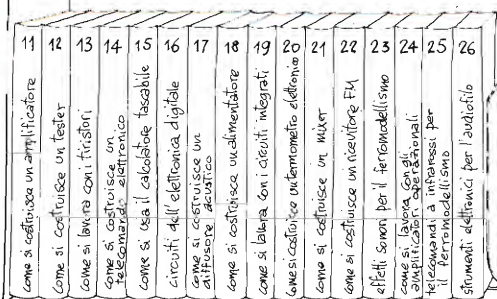 11
come si costruisce un amplificatore
12
come si costruisce un tester
13
come si lavora con i tiristori
14
come si costruisce un
telecomando elettronico
15
come si usa il calcolatore tascabile
16
circuiti dell'elettronica digitale
17
come si costruisce un
diffusore acustico
18
come si costruisce un alimentatore
19
come si lavora con i circuiti integrati
20
come si costruisce un termometro elettronico
21
come si costruisce un mixer
22
come si costruisce un ricevitore FM
23
effetti sonori per il ferromodellismo
24
come si lavora con gli
amplificatori operazionali
25
telecomandi a infrarossi per
il ferromodellismo
26
strumenti elettronici per l'audiofilo